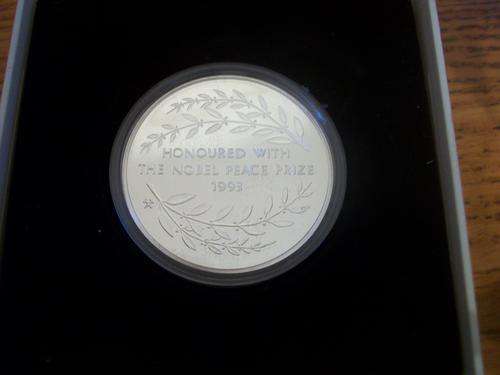 HONOURED WITH
THE NOBEL PEACE PRIZE
1993